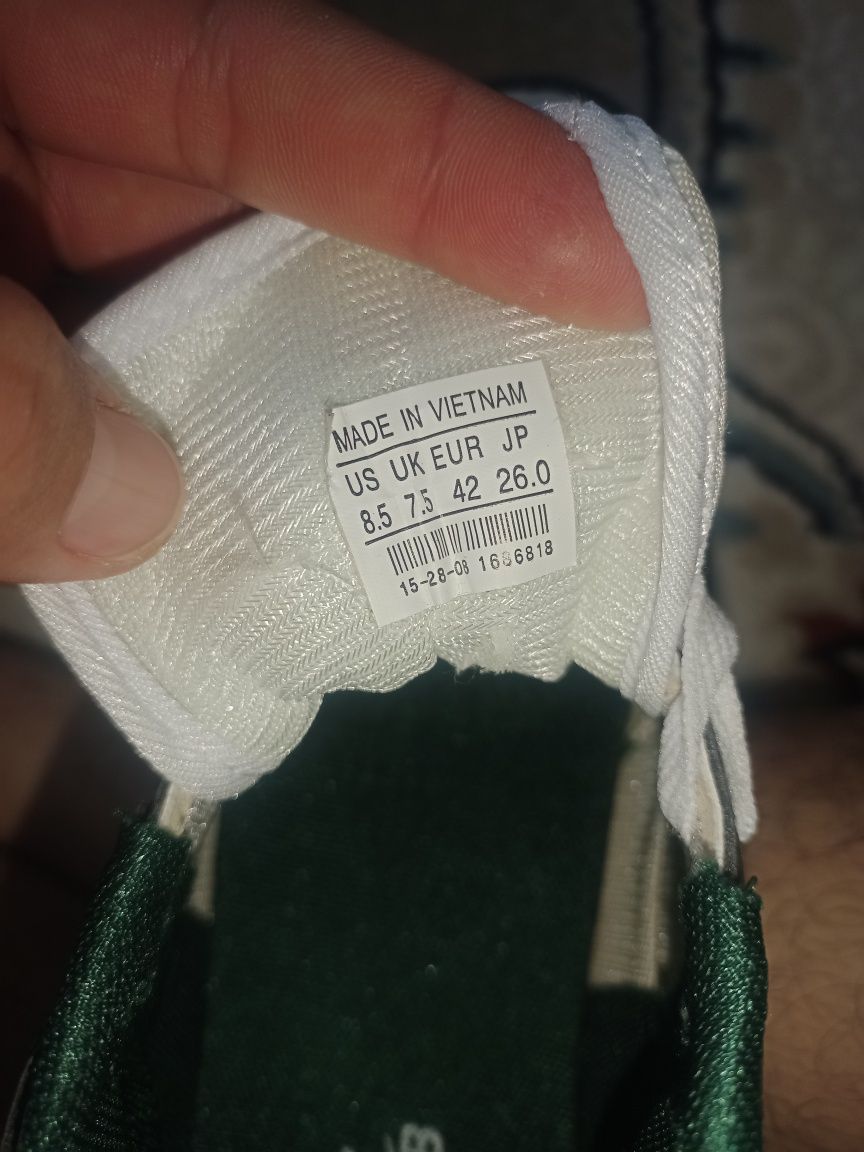 MADE IN VIETNAM
US UK EUR JP
8.5 7.5 42 26.0
15-28-08 1686818